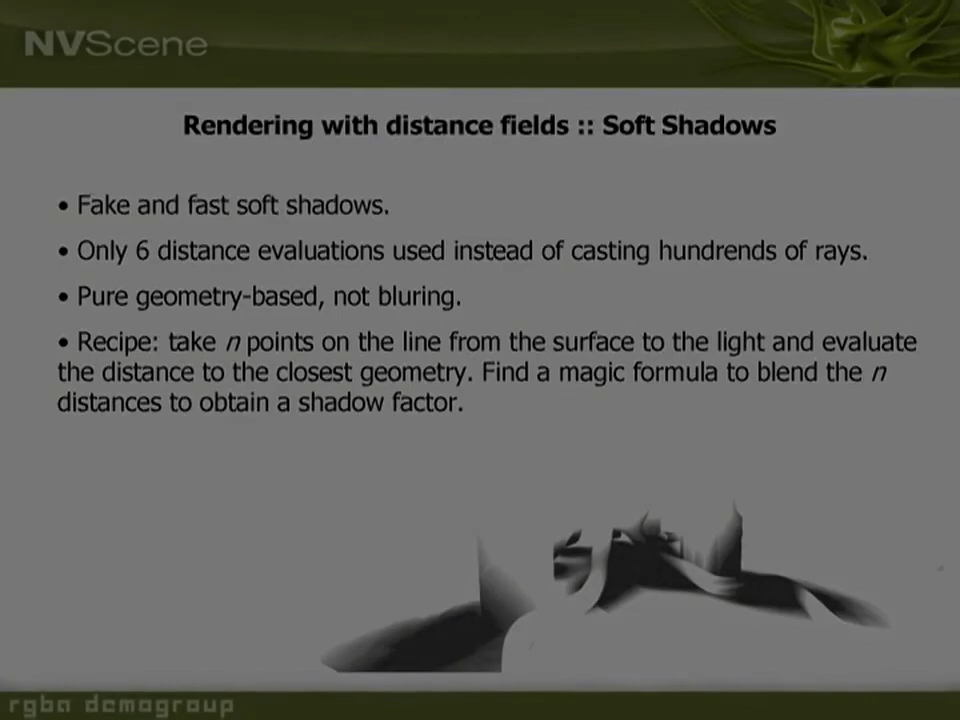 NVScene
Rendering with distance fields :: Soft Shadows
• Fake and fast soft shadows.
• Only 6 distance evaluations used instead of casting hundrends of rays.
• Pure geometry-based, not bluring.
• Recipe: take n points on the line from the surface to the light and evaluate
the distance to the closest geometry. Find a magic formula to blend the n
distances to obtain a shadow factor.
rgba demogroup